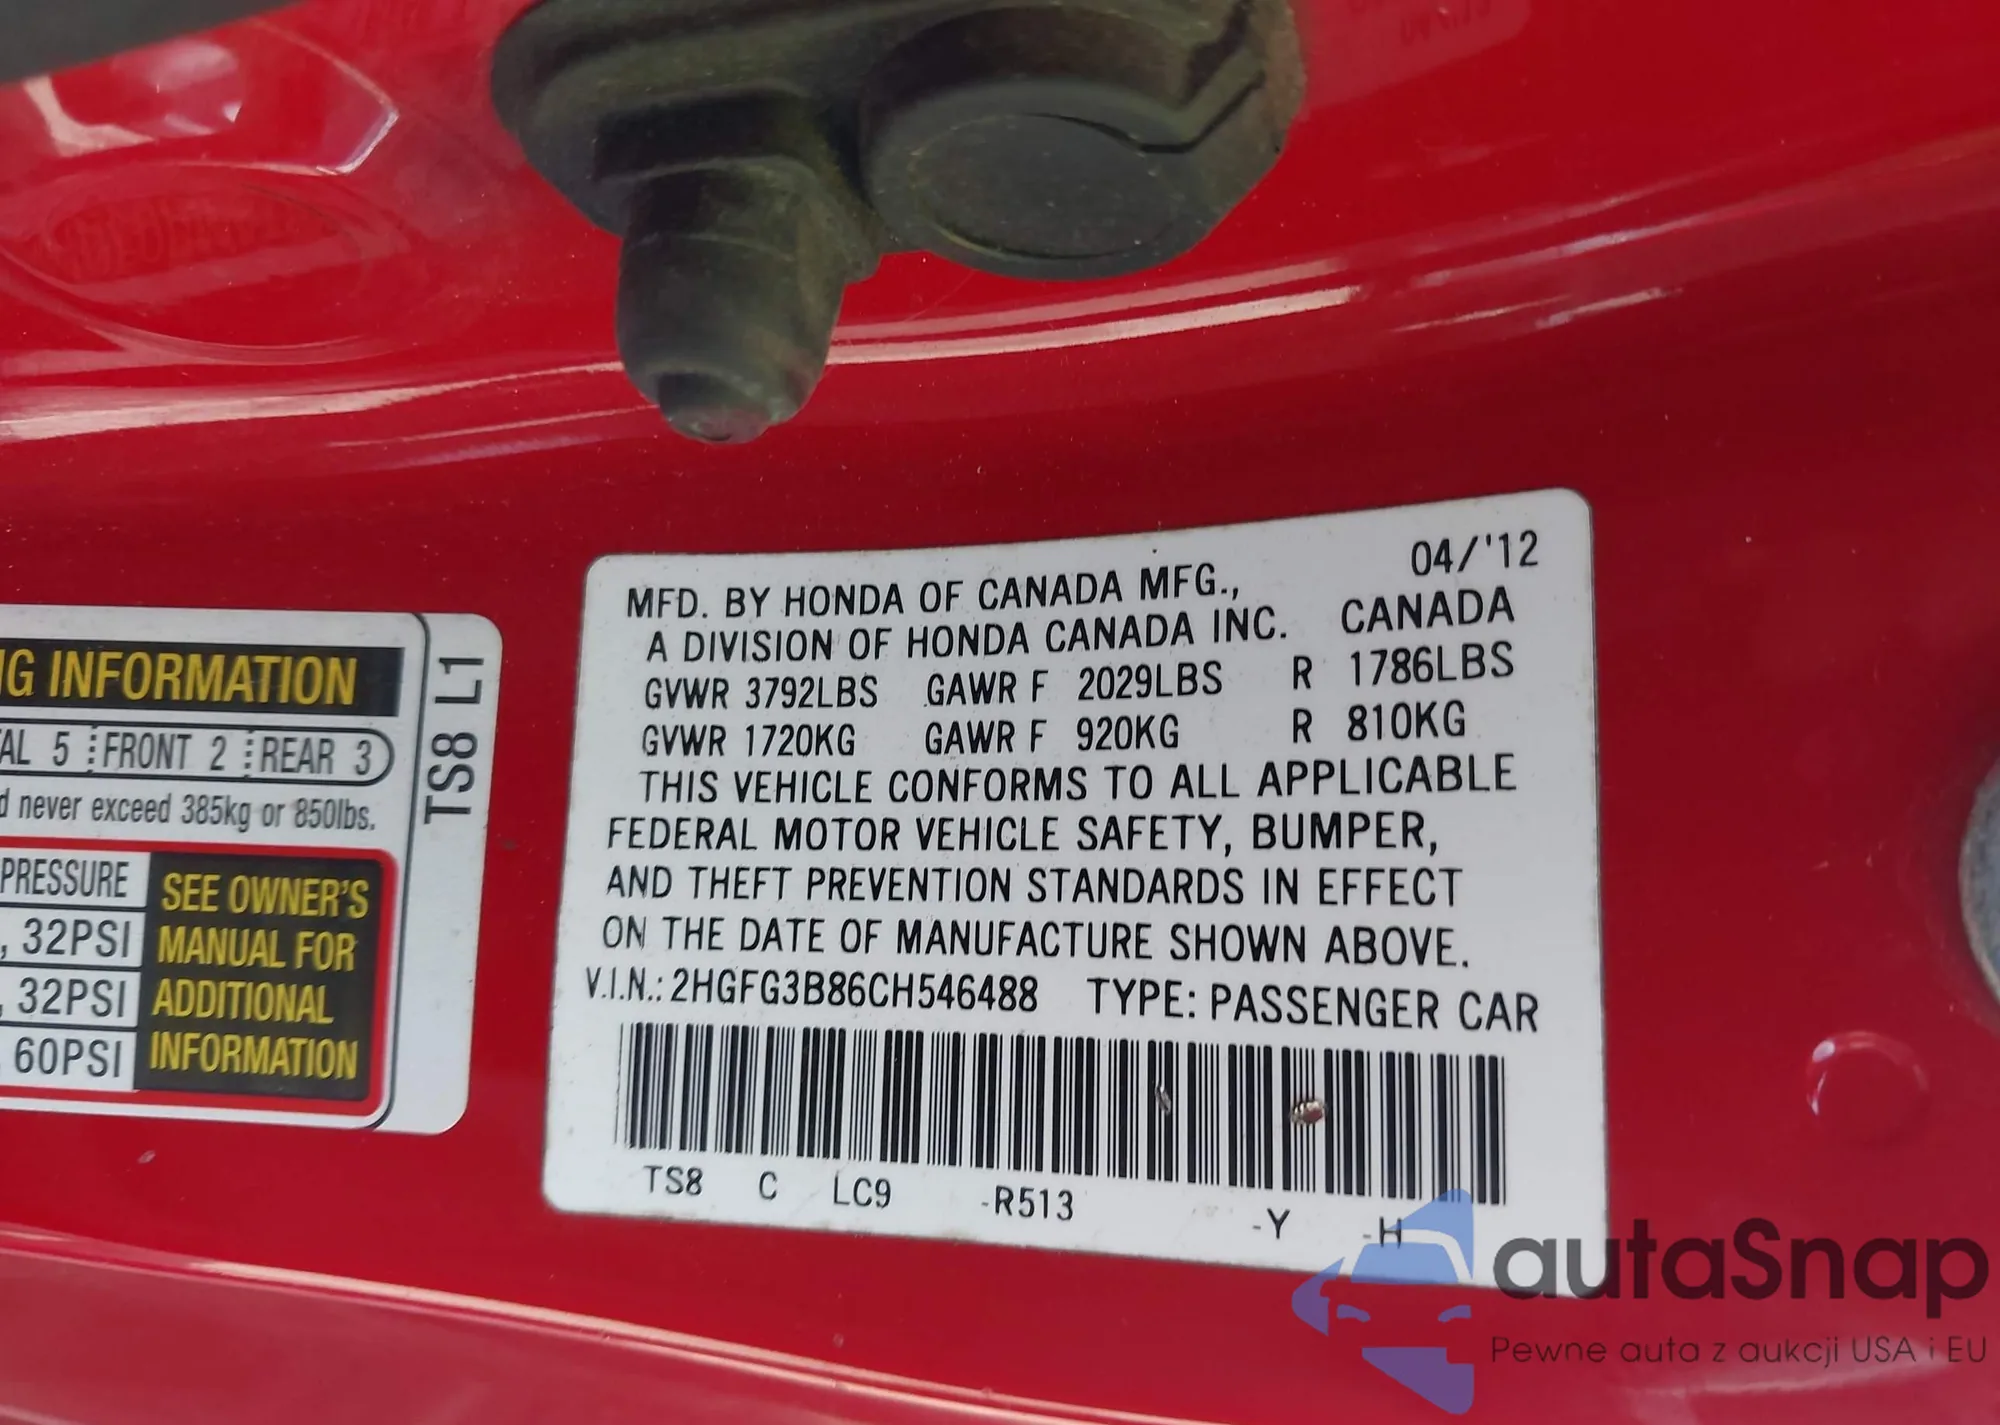 G INFORMATION
AL 5 FRONT 2 REAR 3
d never exceed 385kg or 850lbs.
PRESSURE
, 32PSI
, 32PSI
60PSI
SEE OWNER'S
MANUAL FOR
ADDITIONAL
INFORMATION
TS8 L1
04/'12
MFD. BY HONDA OF CANADA MFG.,
A DIVISION OF HONDA CANADA INC. CANADA
GVWR 3792LBS GAWR F 2029LBS R 1786LBS
GVWR 1720KG GAWR F 920KG R 810KG
THIS VEHICLE CONFORMS TO ALL APPLICABLE
FEDERAL MOTOR VEHICLE SAFETY, BUMPER,
AND THEFT PREVENTION STANDARDS IN EFFECT
ON THE DATE OF MANUFACTURE SHOWN ABOVE.
V.I.N.: 2HGFG3B86CH546488 TYPE: PASSENGER CAR
TS8 C LC9 -R513 -Y -H
autaSnap
Pewne auta z aukcji USA i EU